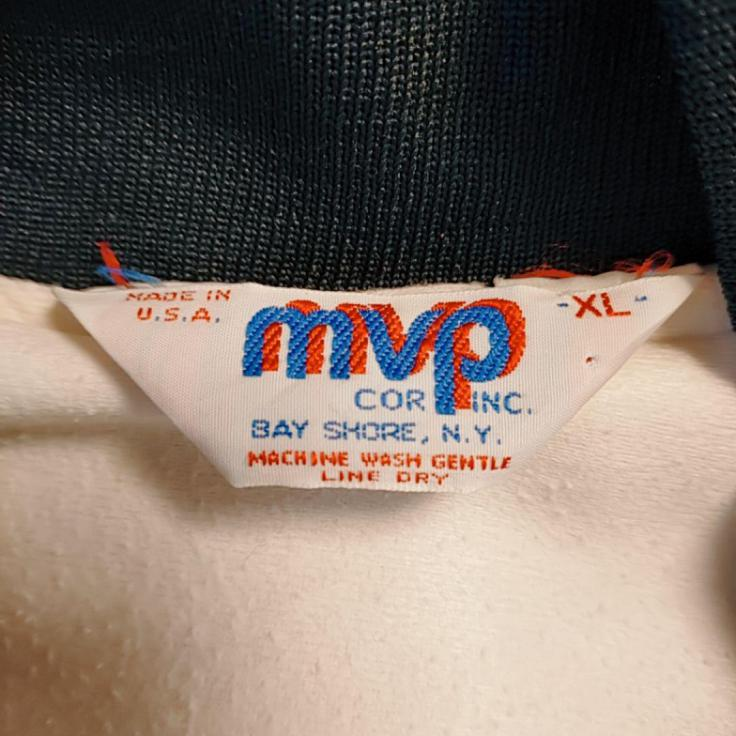 MADE IN
U.S.A.
mvp
-XL-
CORP INC.
BAY SHORE, N.Y.
MACHINE WASH GENTLE
LINE DRY